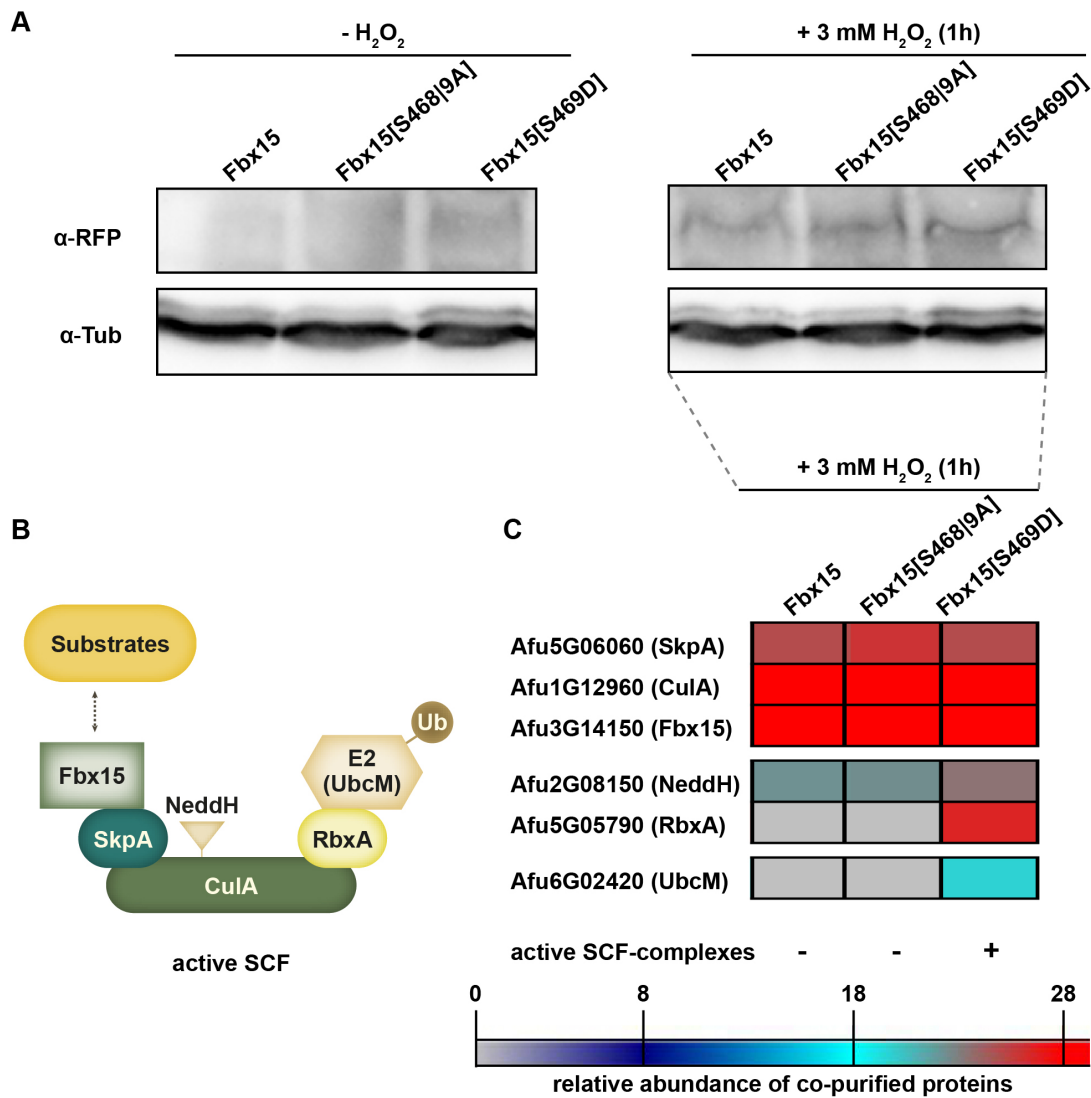 A
- H₂O₂
+ 3 mM H₂O₂ (1h)
Fbx15
Fbx15[S468|9A]
Fbx15[S469D]
Fbx15
Fbx15[S468|9A]
Fbx15[S469D]
α-RFP
α-Tub
+ 3 mM H₂O₂ (1h)
B
Substrates
Fbx15
SkpA
NeddH
CulA
RbxA
E2
(UbcM)
Ub
active SCF
C
Fbx15
Fbx15[S468|9A]
Fbx15[S469D]
Afu5G06060 (SkpA)
Afu1G12960 (CulA)
Afu3G14150 (Fbx15)
Afu2G08150 (NeddH)
Afu5G05790 (RbxA)
Afu6G02420 (UbcM)
active SCF-complexes - - +
0 8 18 28
relative abundance of co-purified proteins